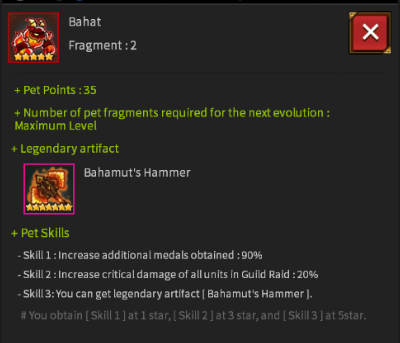 Bahat
Fragment : 2
+ Pet Points : 35
+ Number of pet fragments required for the next evolution :
Maximum Level
+ Legendary artifact
Bahamut's Hammer
+ Pet Skills
- Skill 1 : Increase additional medals obtained : 90%
- Skill 2 : Increase critical damage of all units in Guild Raid : 20%
- Skill 3: You can get legendary artifact [ Bahamut's Hammer ].
# You obtain [ Skill 1 ] at 1 star, [ Skill 2 ] at 3 star, and [ Skill 3 ] at 5star.